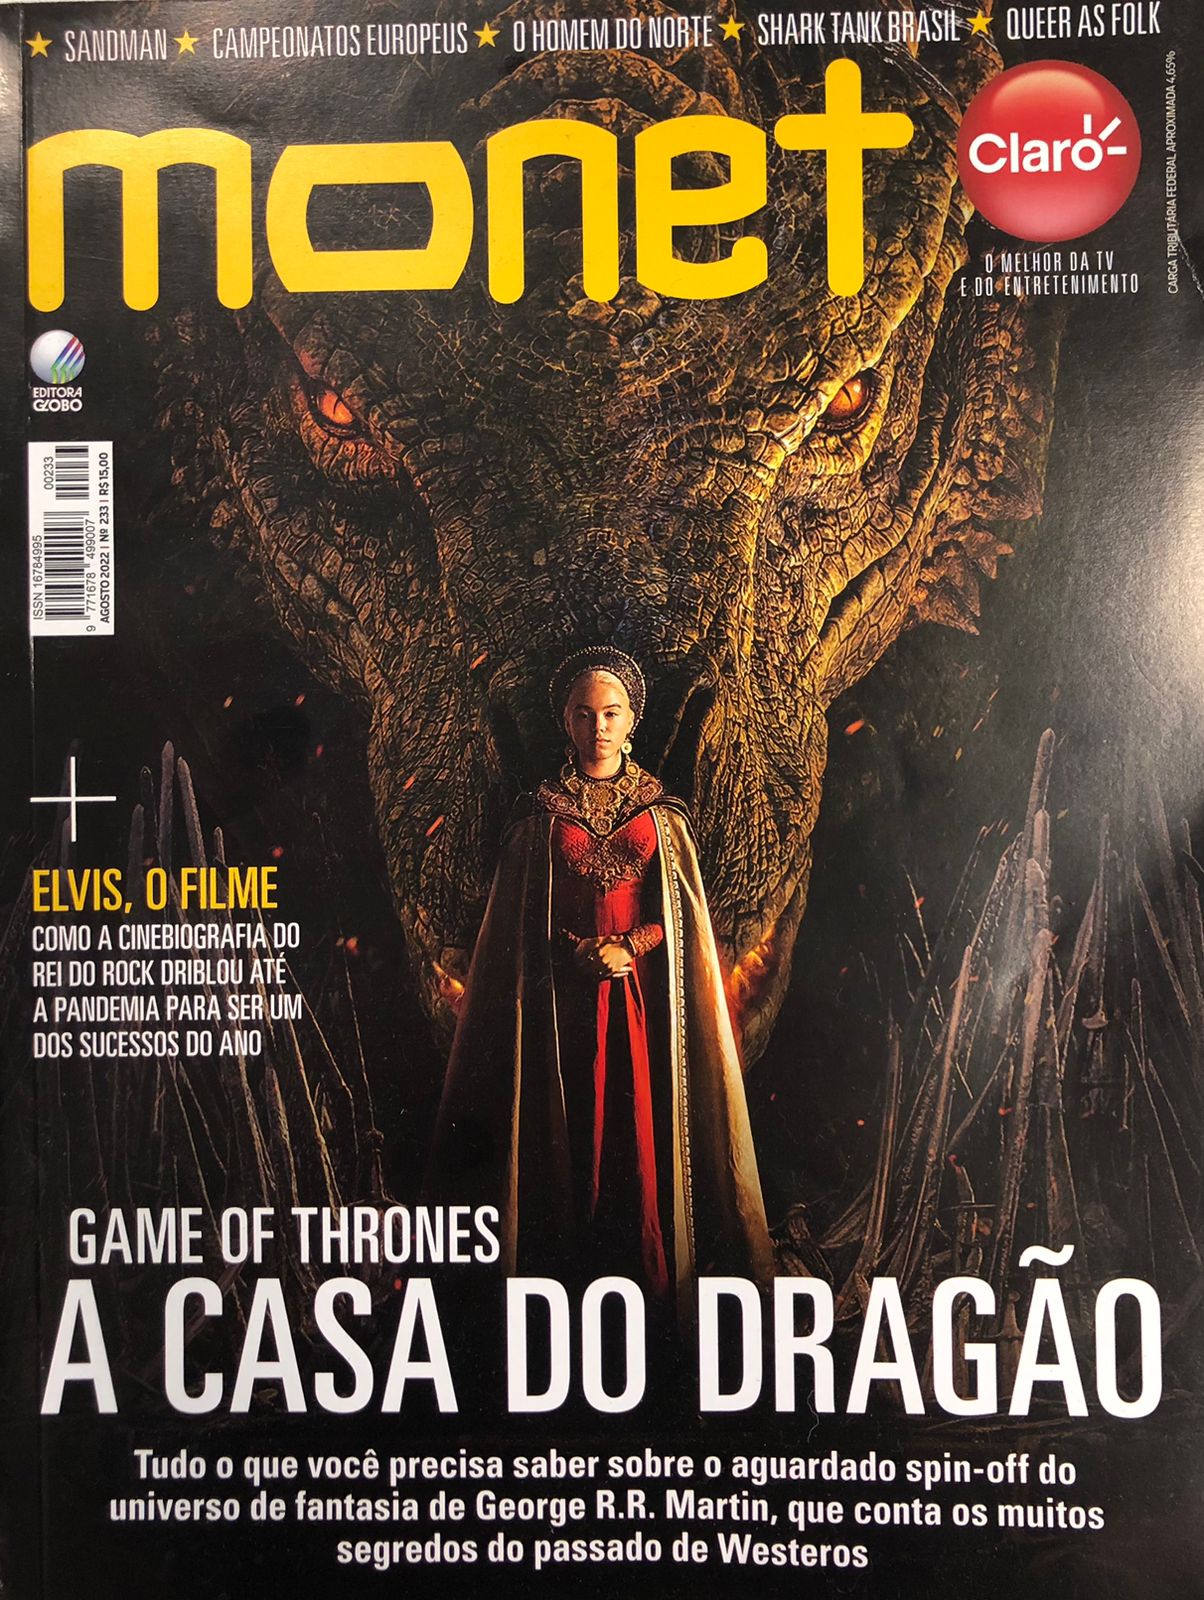 ★ SANDMAN ★ CAMPEONATOS EUROPEUS ★ O HOMEM DO NORTE ★ SHARK TANK BRASIL ★ QUEER AS FOLK
monet
Claro
O MELHOR DA TV
E DO ENTRETENIMENTO
CARGA TRIBUTÁRIA FEDERAL APROXIMADA 4,65%
EDITORA
GLOBO
ISSN 16784995
00233
9 771678 499007
AGOSTO 2022 | Nº 233 | R$15,00
+
ELVIS, O FILME
COMO A CINEBIOGRAFIA DO
REI DO ROCK DRIBLOU ATÉ
A PANDEMIA PARA SER UM
DOS SUCESSOS DO ANO
GAME OF THRONES
A CASA DO DRAGÃO
Tudo o que você precisa saber sobre o aguardado spin-off do
universo de fantasia de George R.R. Martin, que conta os muitos
segredos do passado de Westeros